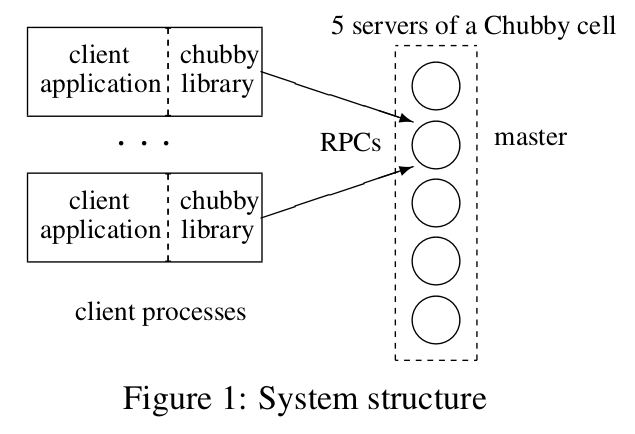 5 servers of a Chubby cell
client
application
chubby
library
. . .
RPCs
master
client
application
chubby
library
client processes
Figure 1: System structure